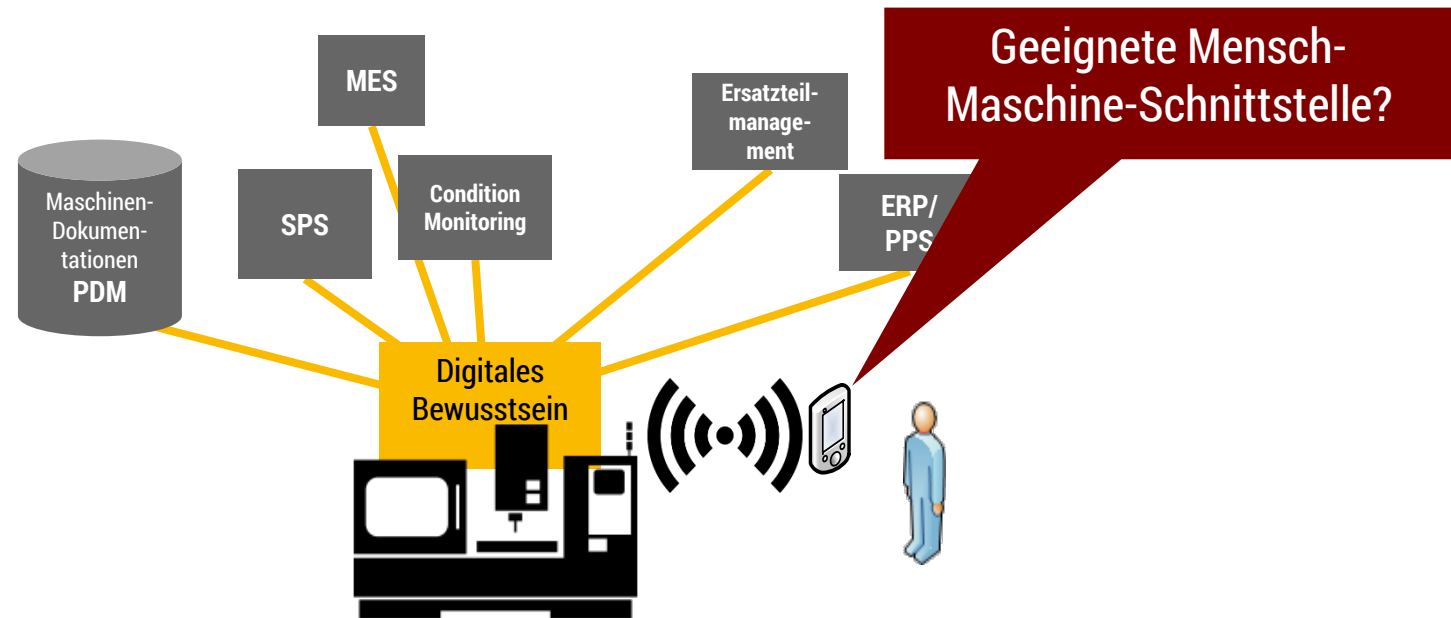 Geeignete Mensch-
Maschine-Schnittstelle?
MES
Ersatzteil-
manage-
ment
Maschinen-
Dokumen-
tationen
PDM
SPS
Condition
Monitoring
ERP/
PPS
Digitales
Bewusstsein